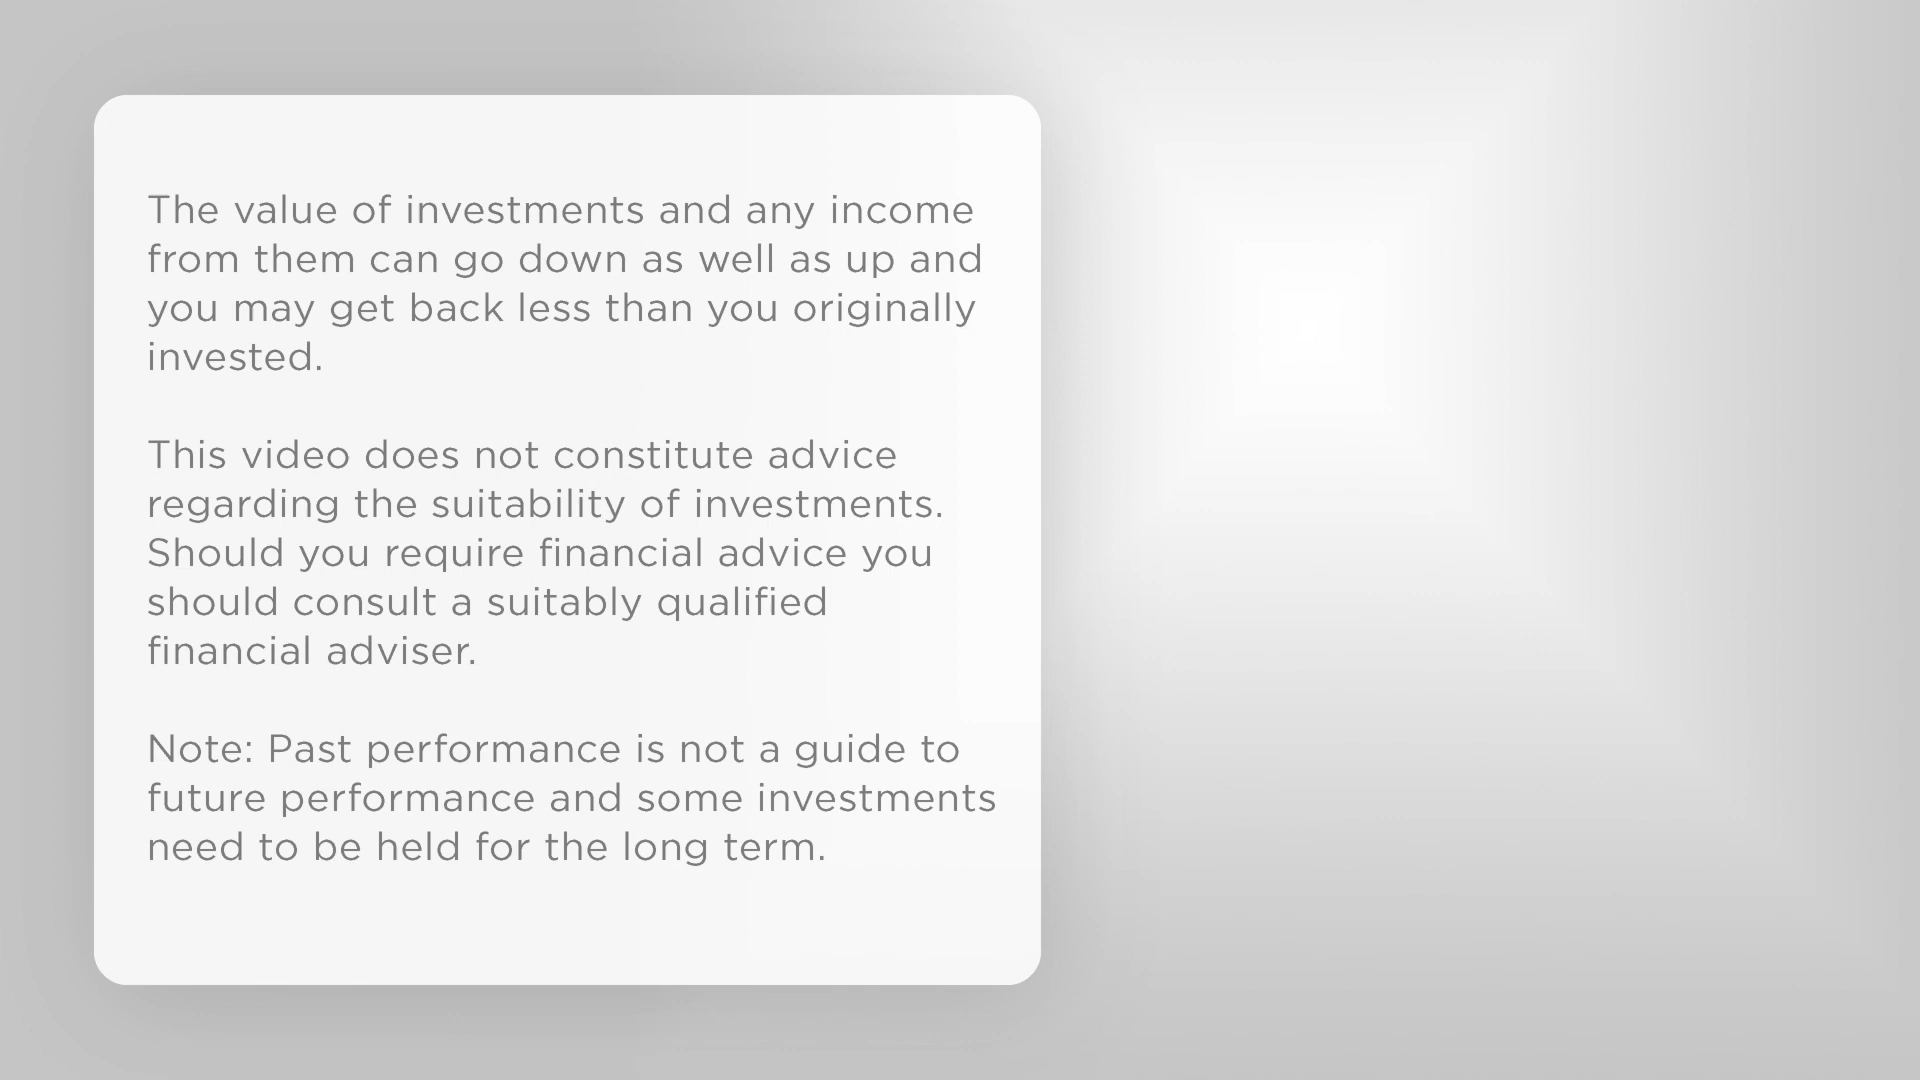 The value of investments and any income
from them can go down as well as up and
you may get back less than you originally
invested.
This video does not constitute advice
regarding the suitability of investments.
Should you require financial advice you
should consult a suitably qualified
financial adviser.
Note: Past performance is not a guide to
future performance and some investments
need to be held for the long term.